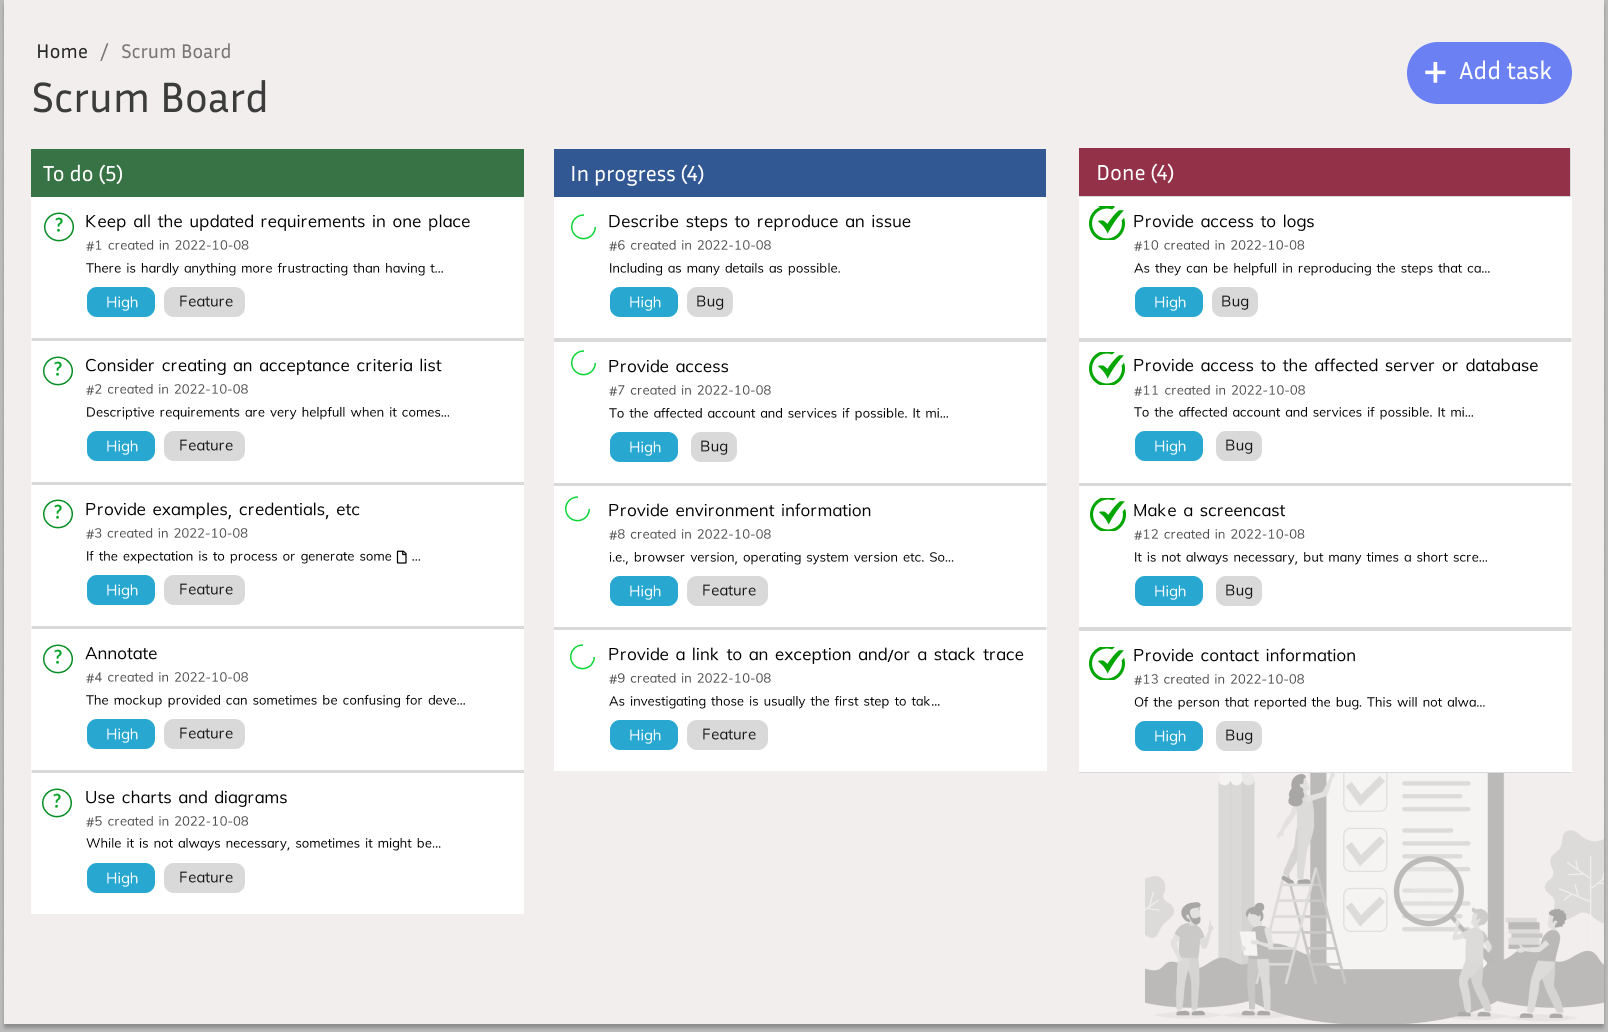 Home / Scrum Board
Scrum Board
+ Add task
To do (5)
Keep all the updated requirements in one place
#1 created in 2022-10-08
There is hardly anything more frustracting than having t...
High Feature
Consider creating an acceptance criteria list
#2 created in 2022-10-08
Descriptive requirements are very helpfull when it comes...
High Feature
Provide examples, credentials, etc
#3 created in 2022-10-08
If the expectation is to process or generate some ...
High Feature
Annotate
#4 created in 2022-10-08
The mockup provided can sometimes be confusing for deve...
High Feature
Use charts and diagrams
#5 created in 2022-10-08
While it is not always necessary, sometimes it might be...
High Feature
In progress (4)
Describe steps to reproduce an issue
#6 created in 2022-10-08
Including as many details as possible.
High Bug
Provide access
#7 created in 2022-10-08
To the affected account and services if possible. It mi...
High Bug
Provide environment information
#8 created in 2022-10-08
i.e., browser version, operating system version etc. So...
High Feature
Provide a link to an exception and/or a stack trace
#9 created in 2022-10-08
As investigating those is usually the first step to tak...
High Feature
Done (4)
Provide access to logs
#10 created in 2022-10-08
As they can be helpfull in reproducing the steps that ca...
High Bug
Provide access to the affected server or database
#11 created in 2022-10-08
To the affected account and services if possible. It mi...
High Bug
Make a screencast
#12 created in 2022-10-08
It is not always necessary, but many times a short scre...
High Bug
Provide contact information
#13 created in 2022-10-08
Of the person that reported the bug. This will not alwa...
High Bug